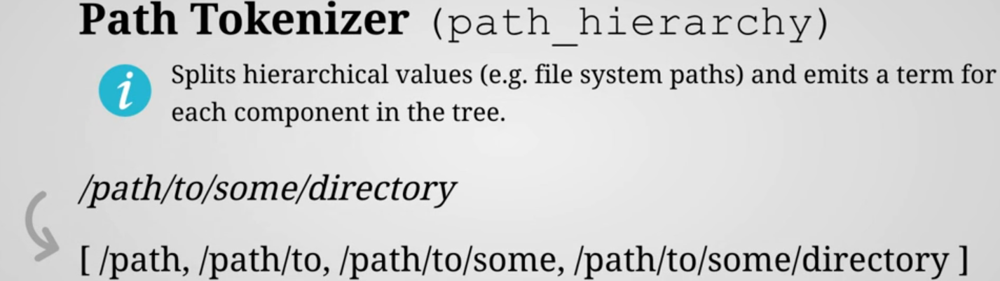 Path Tokenizer (path_hierarchy)
i
Splits hierarchical values (e.g. file system paths) and emits a term for
each component in the tree.
/path/to/some/directory
[ /path, /path/to, /path/to/some, /path/to/some/directory ]